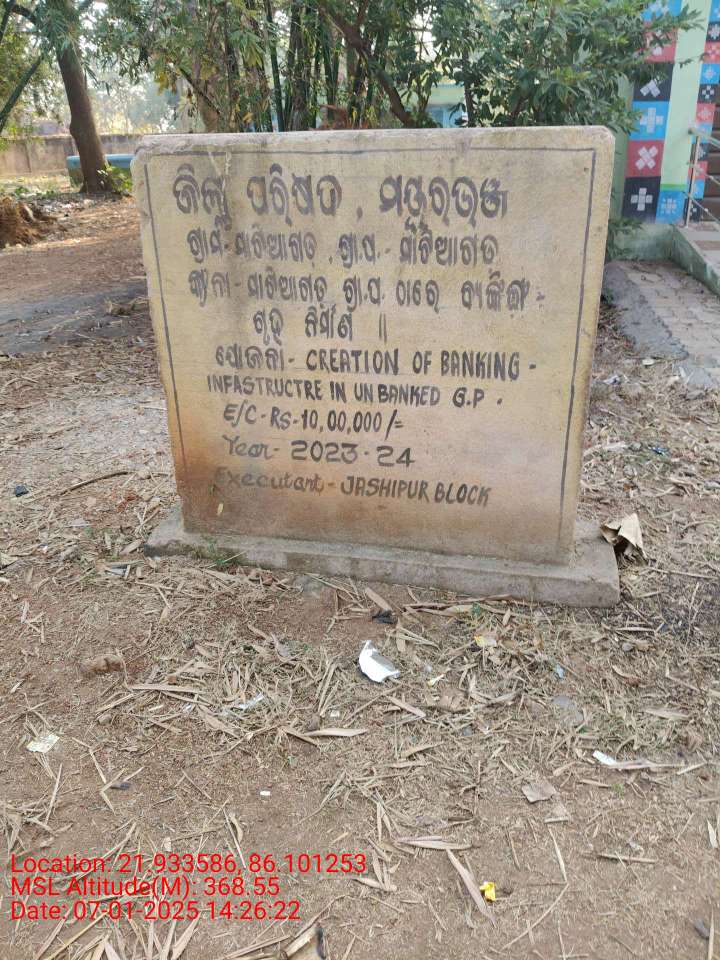 ଜିଲ୍ଲା ପରିଷଦ, ମୟୂରଭଞ୍ଜ
ଗ୍ରାମ-ପାଟିଆଗଡ, ଗ୍ରା.ପ.- ପାଟିଆଗଡ
କ୍ୟନା-ପାଟିଆଗଡ ଗ୍ରା.ପ ଠାରେ ବ୍ୟାଙ୍କିଙ୍ଗ-
ଗୃହ ନିର୍ମାଣ ॥
ଯୋଜନା- CREATION OF BANKING-
INFASTRUCTRE IN UNBANKED G.P.
E/C-RS-10,00,000/=
Year- 2023-24
Executant- JASHIPUR BLOCK
Location: 21.933586, 86.101253
MSL Altitude(M): 368.55
Date: 07-01-2025 14:26:22